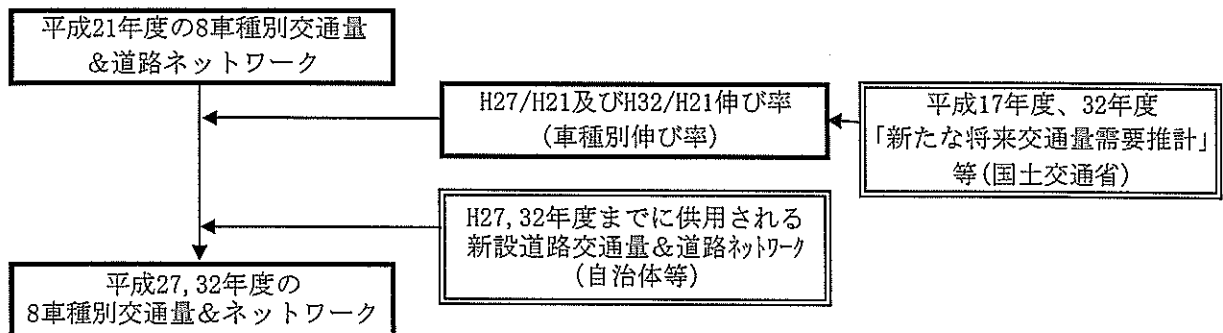 平成21年度の8車種別交通量
&道路ネットワーク
H27/H21及びH32/H21伸び率
(車種別伸び率)
平成17年度、32年度
「新たな将来交通量需要推計」
等(国土交通省)
H27,32年度までに供用される
新設道路交通量&道路ネットワーク
(自治体等)
平成27,32年度の
8車種別交通量&ネットワーク